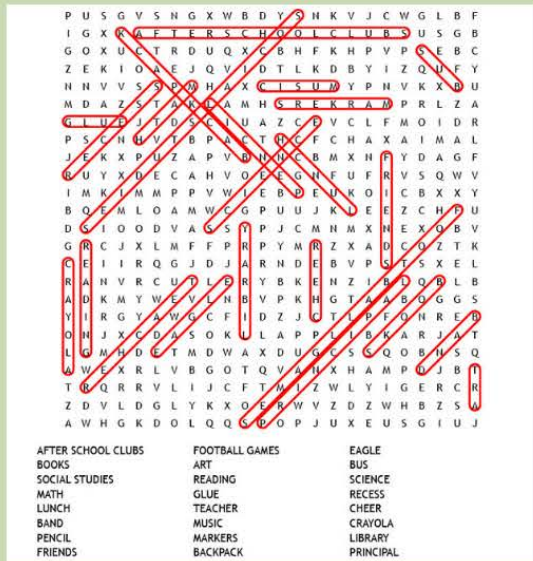 P U S G V S N G X W B D Y S N K V J C W G L B F
I G X K A F T E R S C H O O L C L U B S U S G B
G O X U C T R D U Q X C B H F K H P V P S E B C
Z E K I O A E J Q V I D T L K D B Y I Z Q U F Y
N N V V S S P M H A X C I S U M Y P N V K X B U
M D A Z S T A K L A M H S R E K R A M P R L Z A
G L U E J T D S C I U A Z C E V C L F M O I D R
P S C N H V T B P A C T H C F C H A X A I M A L
J E K X P U Z A P V B N N C B M X N F Y D A G F
R U Y X D E C A H V O E E G N K U F R V S Q W V
I M K L M M P P V W I E B P E U K O I C B X X Y
B Q E M L O A M W C G P U U J K L E E Z C H F U
D S I O O D V A S S Y P J C M N M X N E X O B V
G R C J X L M F F P R P Y M R Z X A D C O Z T K
C E I I R Q G J D J A R N D E B V P S T S X E L
R A N V R C U T L E R Y B K E N Z I B L Q B L B
A D K M Y W E V L N B V P K H G T A A B O G G S
Y I R G Y A W G C F I D Z J C T L P F O N R E B
O N J X C D A S O K L L A P P L I B K A R J A T
L G M H D E T M D W A X D U G C S S Q O B N S Q
A W E X R L V B G O T Q V A N X H A M P D J B T
T R Q R R V L I J C F T M I Z W L Y I G E R C R
Z D V L D G L Y K X O E R W V Z D Z W H B Z S A
A W H G K D O L Q Q S P O P J U X E U S G I U J
AFTER SCHOOL CLUBS FOOTBALL GAMES EAGLE
BOOKS ART BUS
SOCIAL STUDIES READING SCIENCE
MATH GLUE RECESS
LUNCH TEACHER CHEER
BAND MUSIC CRAYOLA
PENCIL MARKERS LIBRARY
FRIENDS BACKPACK PRINCIPAL